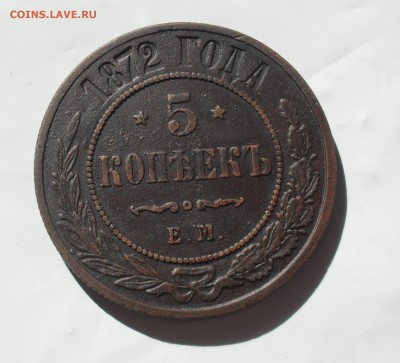 COINS.LAVE.RU
1872 ГОДА
* 5 *
КОПѢЕКЪ
Е.М.